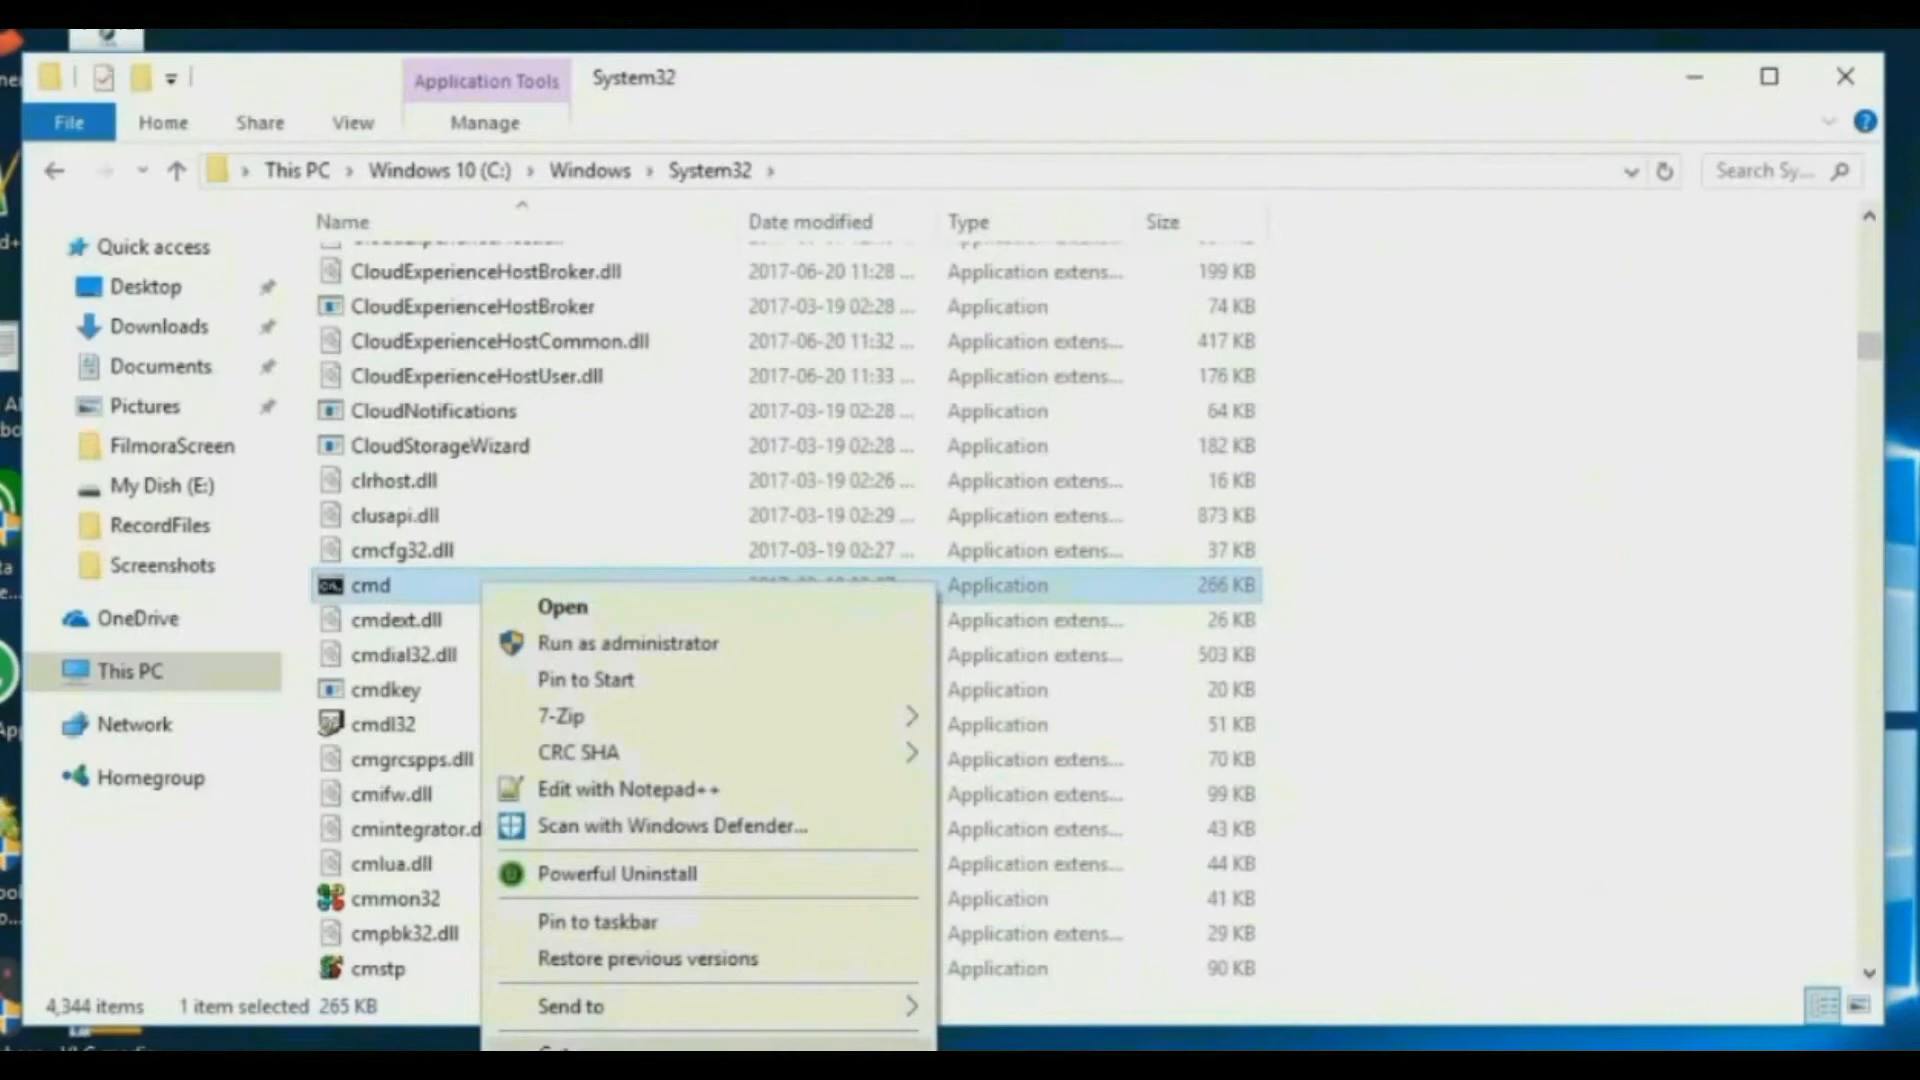 Application Tools
System32
File
Home
Share
View
Manage
This PC
Windows 10 (C:)
Windows
System32
Search Sy...
Name
Date modified
Type
Size
Quick access
Desktop
Downloads
Documents
Pictures
FilmoraScreen
My Dish (E:)
RecordFiles
Screenshots
OneDrive
This PC
Network
Homegroup
CloudExperienceHostBroker.dll 2017-06-20 11:28 ... Application extens... 199 KB
CloudExperienceHostBroker 2017-03-19 02:28 ... Application 74 KB
CloudExperienceHostCommon.dll 2017-06-20 11:32 ... Application extens... 417 KB
CloudExperienceHostUser.dll 2017-06-20 11:33 ... Application extens... 176 KB
CloudNotifications 2017-03-19 02:28 ... Application 64 KB
CloudStorageWizard 2017-03-19 02:28 ... Application 182 KB
clrhost.dll 2017-03-19 02:26 ... Application extens... 16 KB
clusapi.dll 2017-03-19 02:29 ... Application extens... 873 KB
cmcfg32.dll 2017-03-19 02:27 ... Application extens... 37 KB
cmd Application 266 KB
cmdext.dll Application extens... 26 KB
cmdial32.dll Application extens... 503 KB
cmdkey Application 20 KB
cmdl32 Application 51 KB
cmgrcspps.dll Application extens... 70 KB
cmifw.dll Application extens... 99 KB
cmintegrator.d Application extens... 43 KB
cmlua.dll Application extens... 44 KB
cmmon32 Application 41 KB
cmpbk32.dll Application extens... 29 KB
cmstp Application 90 KB
Open
Run as administrator
Pin to Start
7-Zip
CRC SHA
Edit with Notepad++
Scan with Windows Defender...
Powerful Uninstall
Pin to taskbar
Restore previous versions
Send to
4,344 items
1 item selected 265 KB